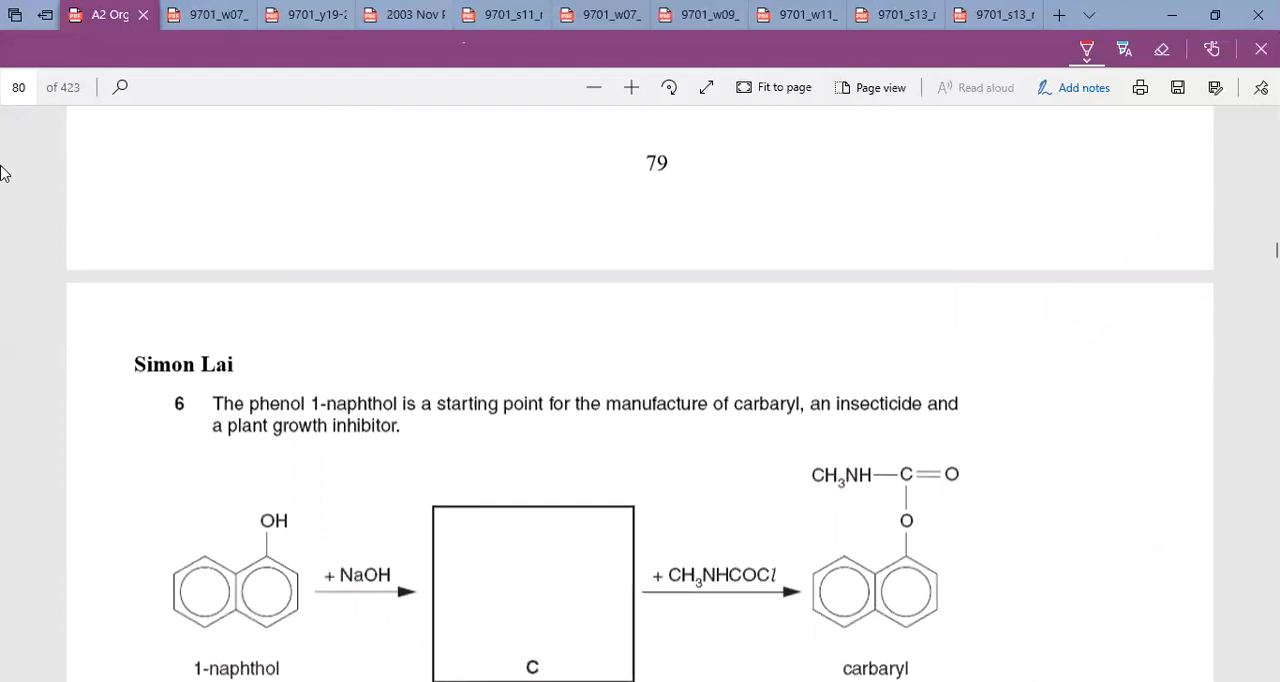 A2 Org
9701_w07_
9701_y19-2
2003 Nov
9701_s11_
9701_w07_
9701_w09_
9701_w11_
9701_s13_
9701_s13_
80 of 423
Fit to page
Page view
Read aloud
Add notes
79
Simon Lai
6 The phenol 1-naphthol is a starting point for the manufacture of carbaryl, an insecticide and
a plant growth inhibitor.
CH₃NH—C=O
O
OH
+ NaOH
+ CH₃NHCOCl
1-naphthol
C
carbaryl